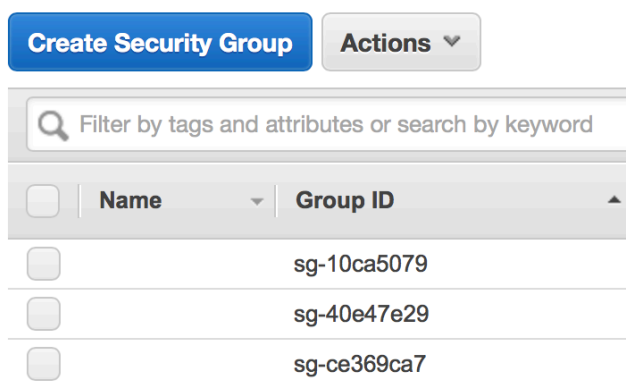 Create Security Group Actions
Filter by tags and attributes or search by keyword
Name Group ID
sg-10ca5079
sg-40e47e29
sg-ce369ca7